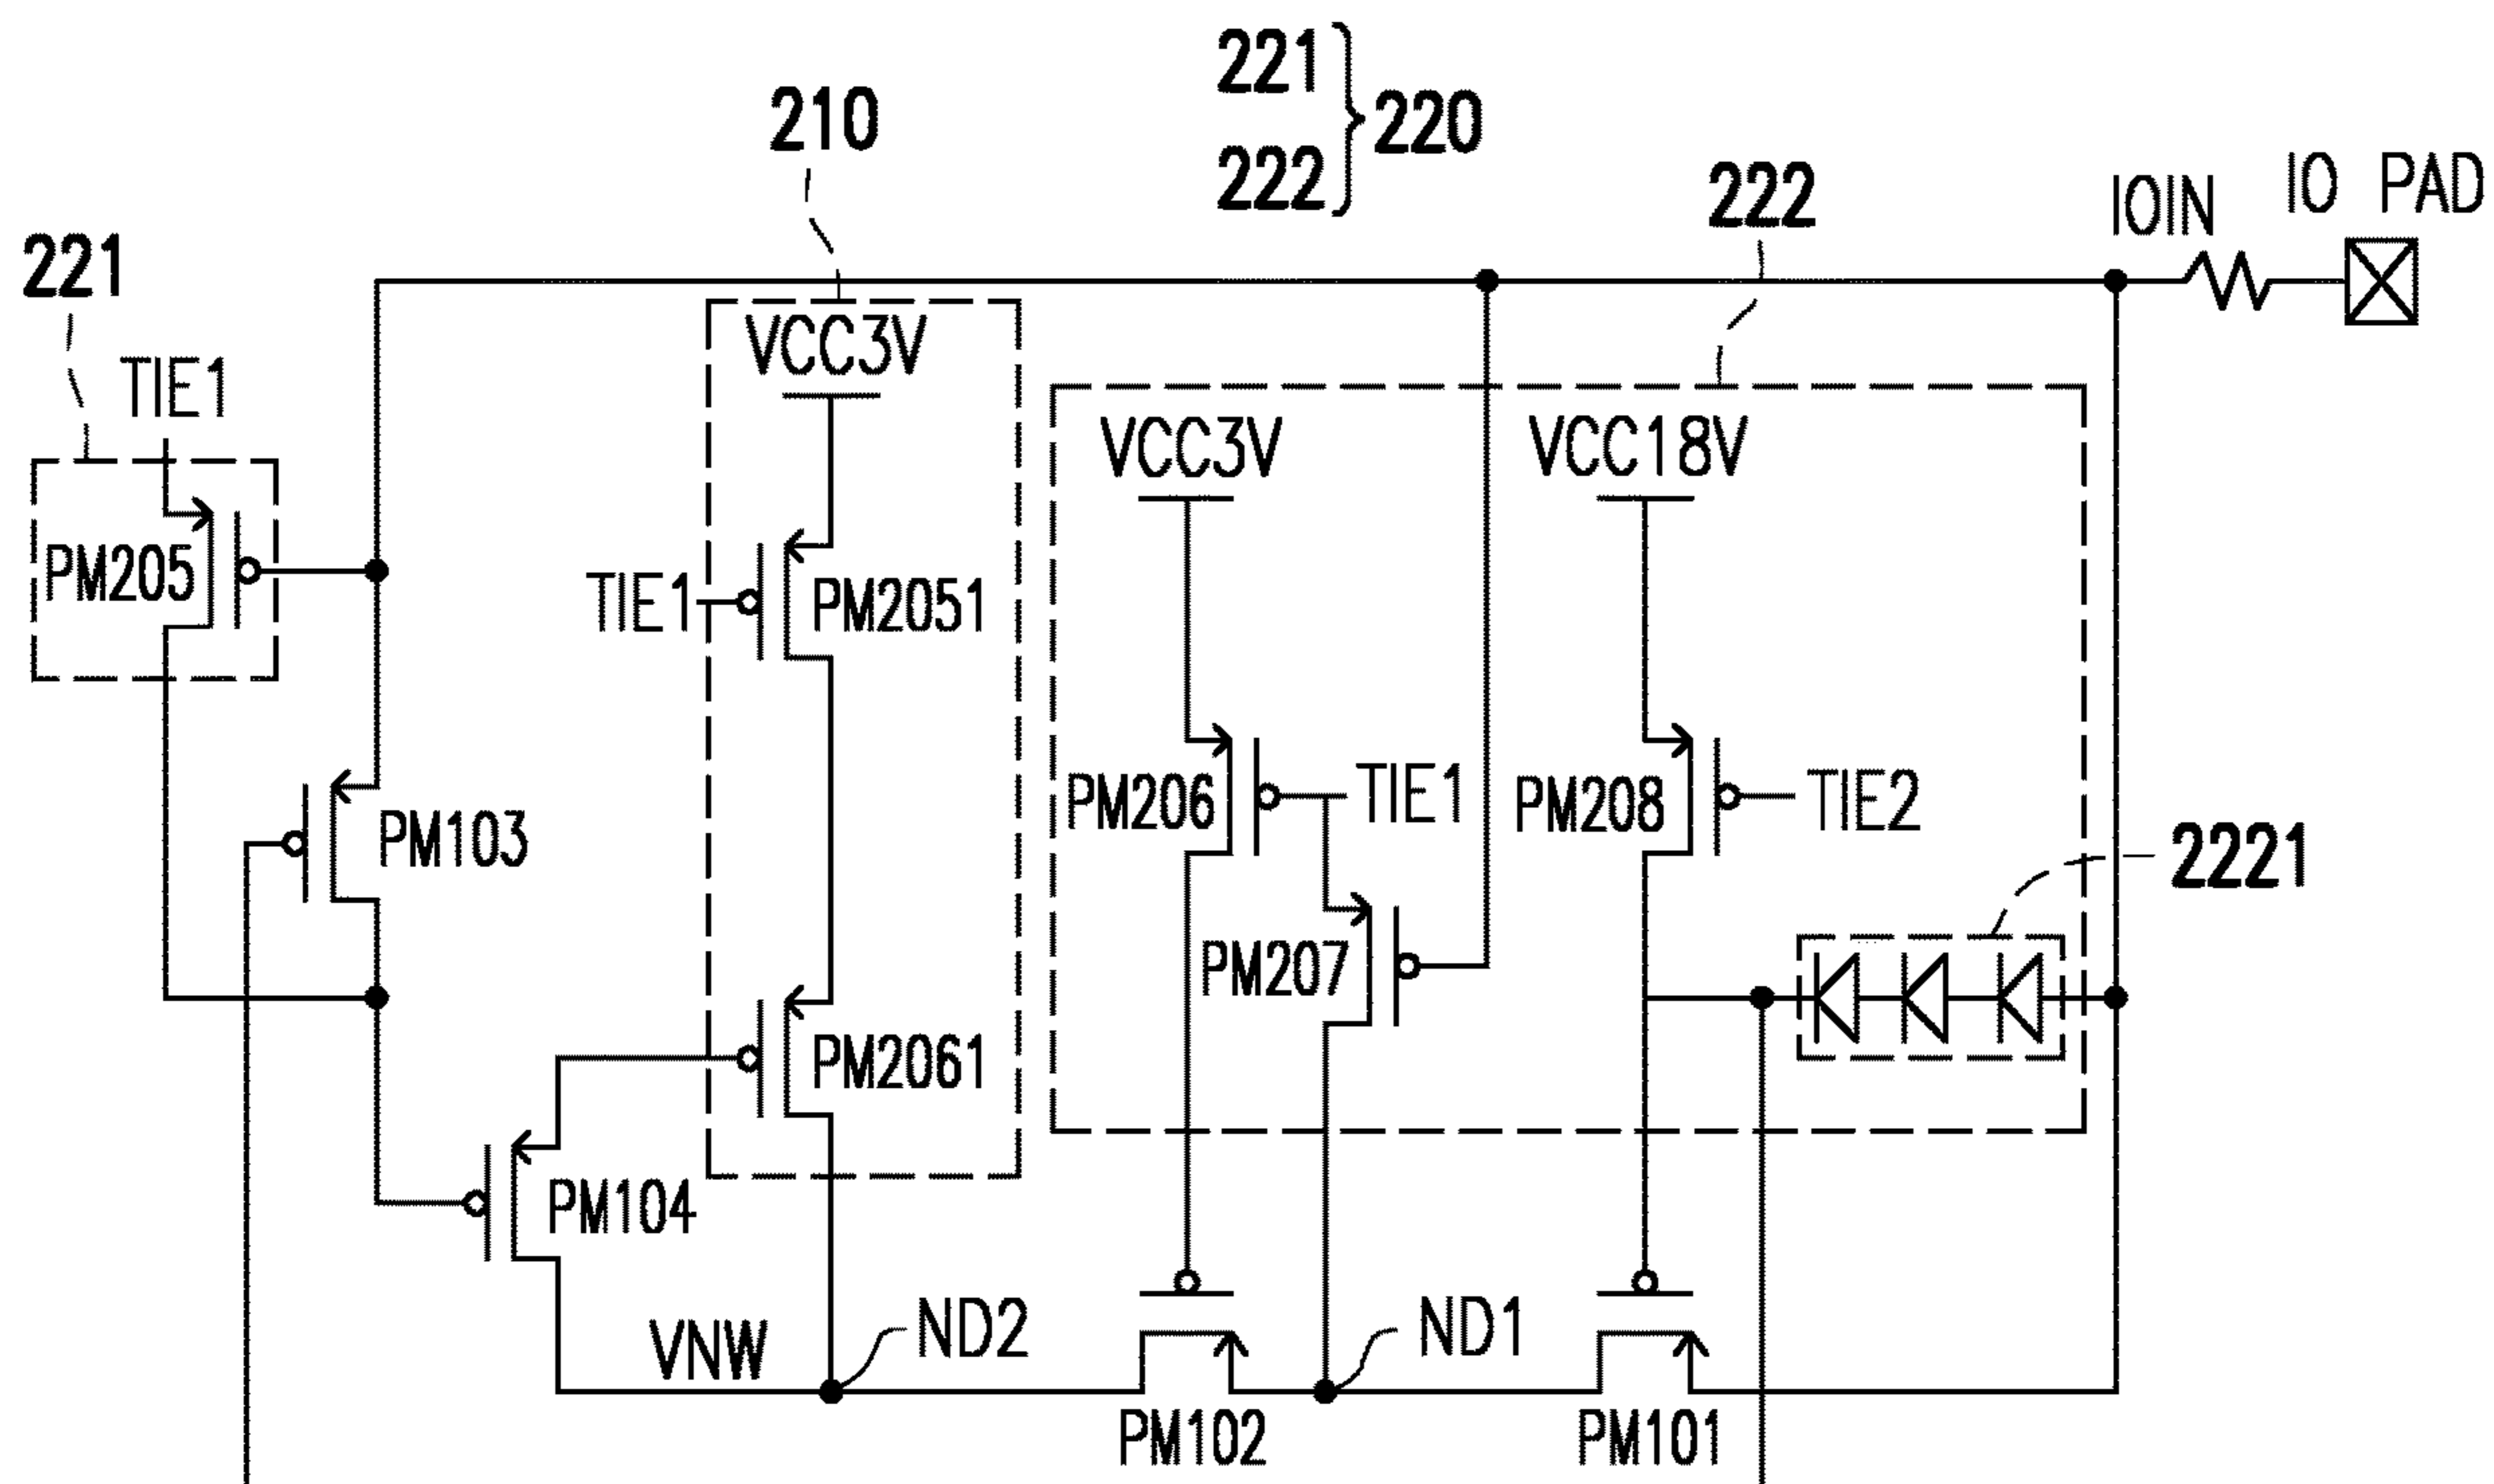 221
222
220
210
222
IOIN
IO PAD
221
TIE1
VCC3V
VCC3V
VCC18V
PM205
TIE1
PM2051
PM206
TIE1
PM208
TIE2
PM103
2221
PM207
PM2061
PM104
VNW
ND2
ND1
PM102
PM101